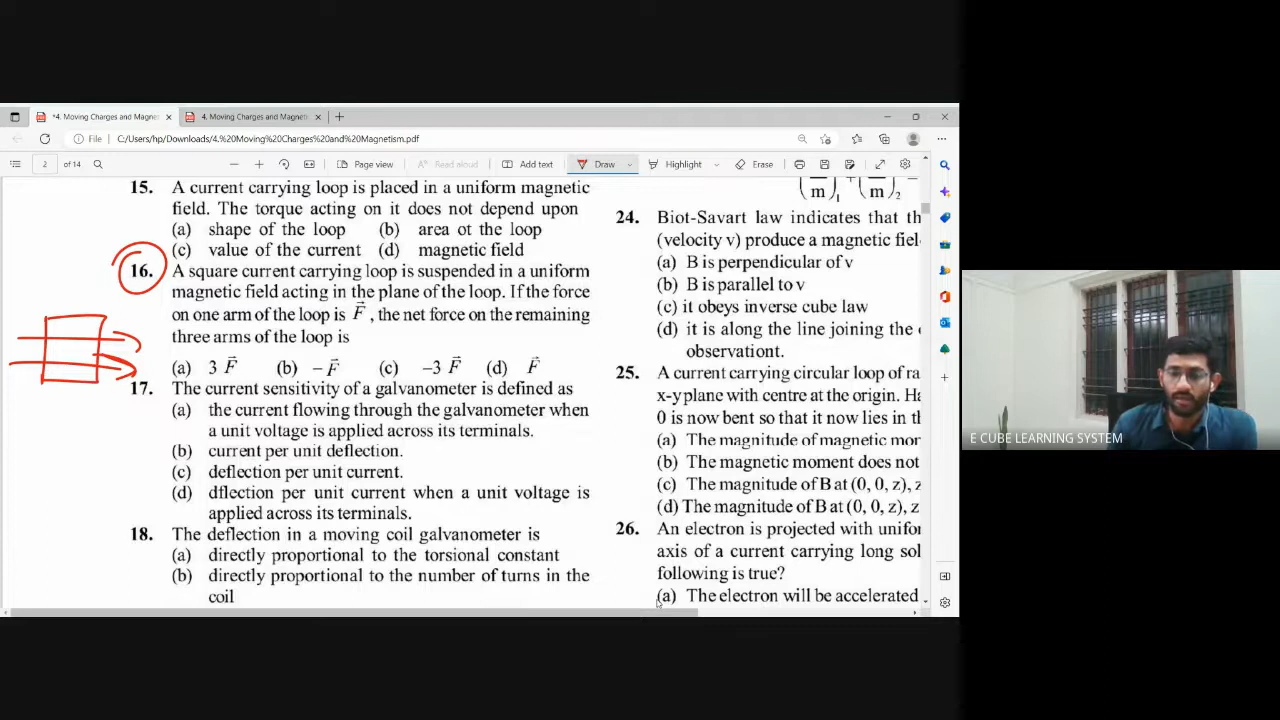 *4. Moving Charges and Magne
4. Moving Charges and Magneti
File
C:/Users/hp/Downloads/4.%20Moving%20Charges%20and%20Magnetism.pdf
2 of 14
Page view
Read aloud
Add text
Draw
Highlight
Erase
15. A current carrying loop is placed in a uniform magnetic
field. The torque acting on it does not depend upon
(a) shape of the loop (b) area ot the loop
(c) value of the current (d) magnetic field
16. A square current carrying loop is suspended in a uniform
magnetic field acting in the plane of the loop. If the force
on one arm of the loop is F⃗, the net force on the remaining
three arms of the loop is
(a) 3 F⃗ (b) −F⃗ (c) −3 F⃗ (d) F⃗
17. The current sensitivity of a galvanometer is defined as
(a) the current flowing through the galvanometer when
a unit voltage is applied across its terminals.
(b) current per unit deflection.
(c) deflection per unit current.
(d) dflection per unit current when a unit voltage is
applied across its terminals.
18. The deflection in a moving coil galvanometer is
(a) directly proportional to the torsional constant
(b) directly proportional to the number of turns in the
coil
(m)1 + (m)2 =
24. Biot-Savart law indicates that th
(velocity v) produce a magnetic fiel
(a) B is perpendicular of v
(b) B is parallel to v
(c) it obeys inverse cube law
(d) it is along the line joining the
observationt.
25. A current carrying circular loop of ra
x-y plane with centre at the origin. Ha
0 is now bent so that it now lies in th
(a) The magnitude of magnetic mor
(b) The magnetic moment does not
(c) The magnitude of B at (0, 0, z), z
(d) The magnitude of B at (0, 0, z), z
26. An electron is projected with unifor
axis of a current carrying long sol
following is true?
(a) The electron will be accelerated
E CUBE LEARNING SYSTEM